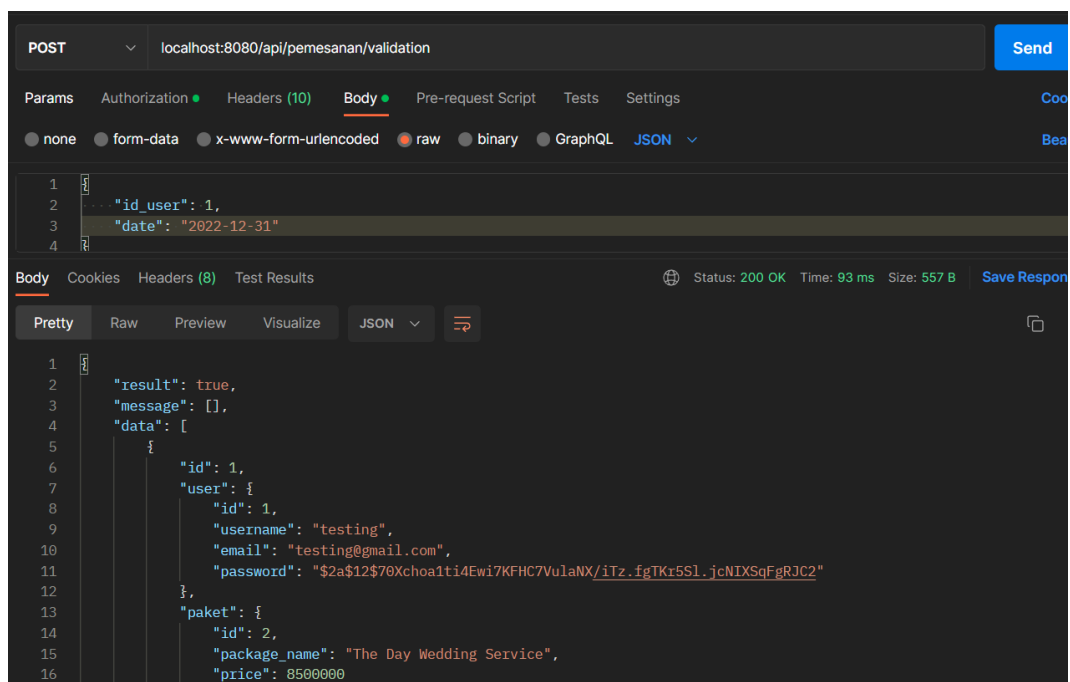 POST localhost:8080/api/pemesanan/validation Send
Params Authorization Headers (10) Body Pre-request Script Tests Settings Coo
none form-data x-www-form-urlencoded raw binary GraphQL JSON Bea
1 {
2 "id_user": 1,
3 "date": "2022-12-31"
4 }
Body Cookies Headers (8) Test Results Status: 200 OK Time: 93 ms Size: 557 B Save Respon
Pretty Raw Preview Visualize JSON
1 {
2 "result": true,
3 "message": [],
4 "data": [
5 {
6 "id": 1,
7 "user": {
8 "id": 1,
9 "username": "testing",
10 "email": "testing@gmail.com",
11 "password": "$2a$12$70Xchoa1ti4Ewi7KFHC7VulaNX/iTz.fgTKr5Sl.jcNIXSqFgRJC2"
12 },
13 "paket": {
14 "id": 2,
15 "package_name": "The Day Wedding Service",
16 "price": 8500000